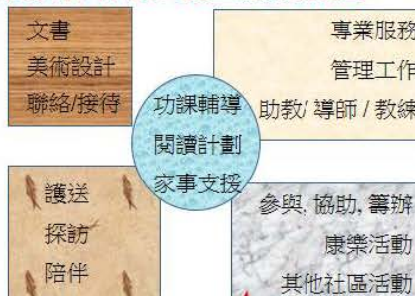 文書
美術設計
聯絡/接待
專業服務
管理工作
助教/ 導師 / 教練
功課輔導
閱讀計劃
家事支援
護送
探訪
陪伴
參與, 協助, 籌辦
康樂活動
其他社區活動